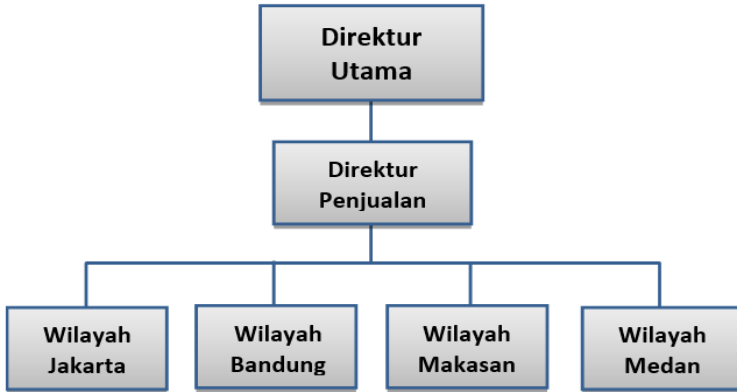 Direktur
Utama
Direktur
Penjualan
Wilayah
Jakarta
Wilayah
Bandung
Wilayah
Makasan
Wilayah
Medan